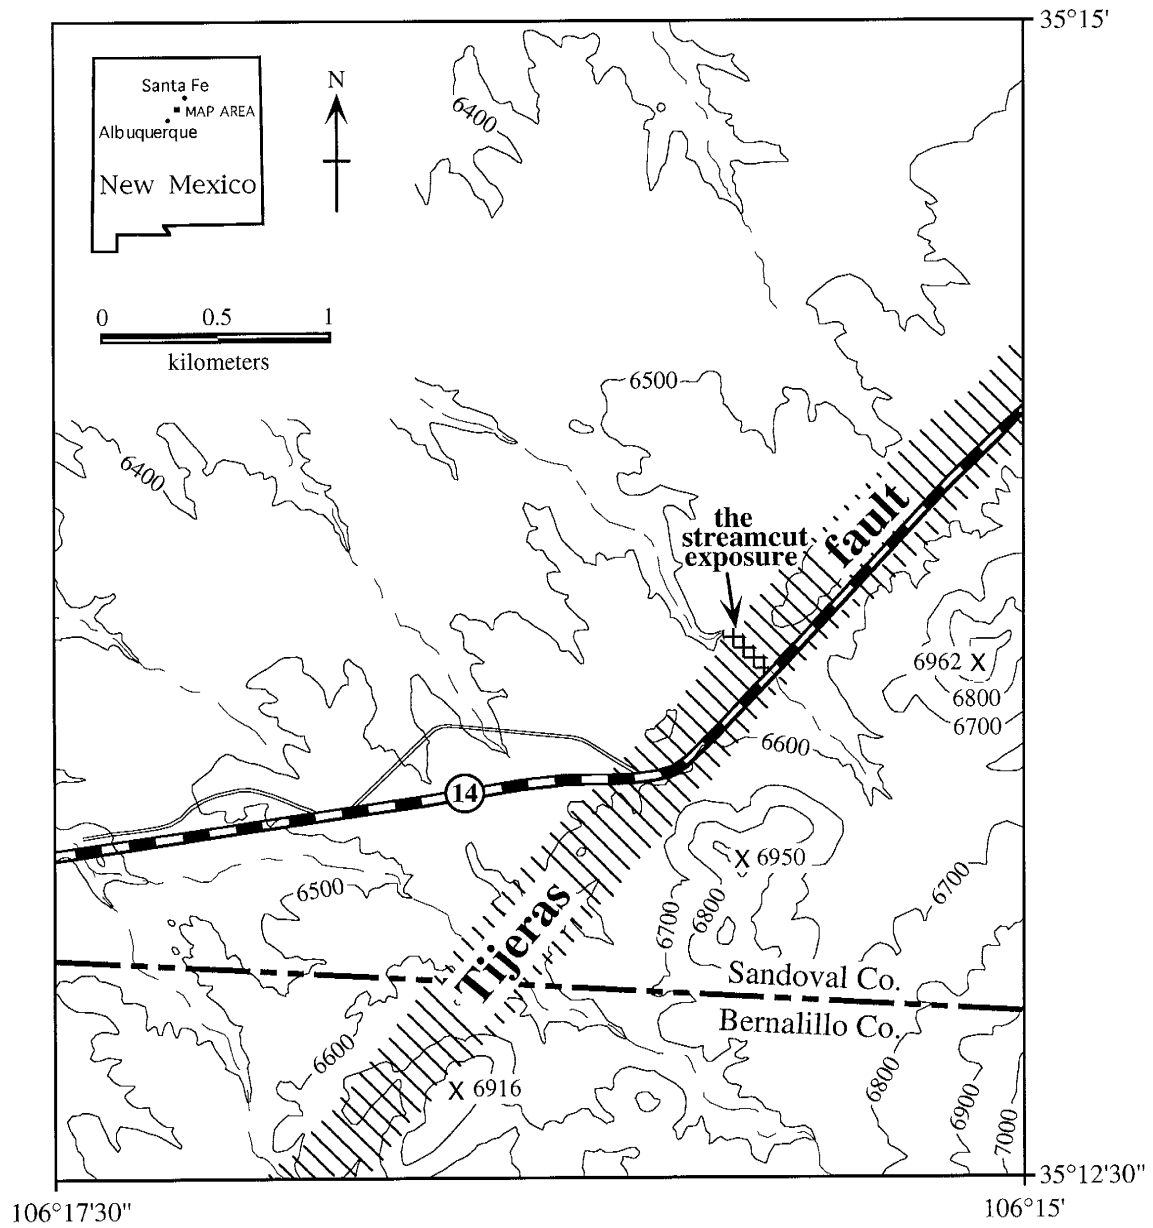 35°15'
Santa Fe
MAP AREA
Albuquerque
New Mexico
N
6400
0 0.5 1
kilometers
6500
6400
fault
the
streamcut
exposure
6962 X
6800
6700
6600
14
X 6950
6700
6800
6700
6500
Tijeras
Sandoval Co.
Bernalillo Co.
6600
X 6916
6800
6900
7000
35°12'30"
106°17'30"
106°15'